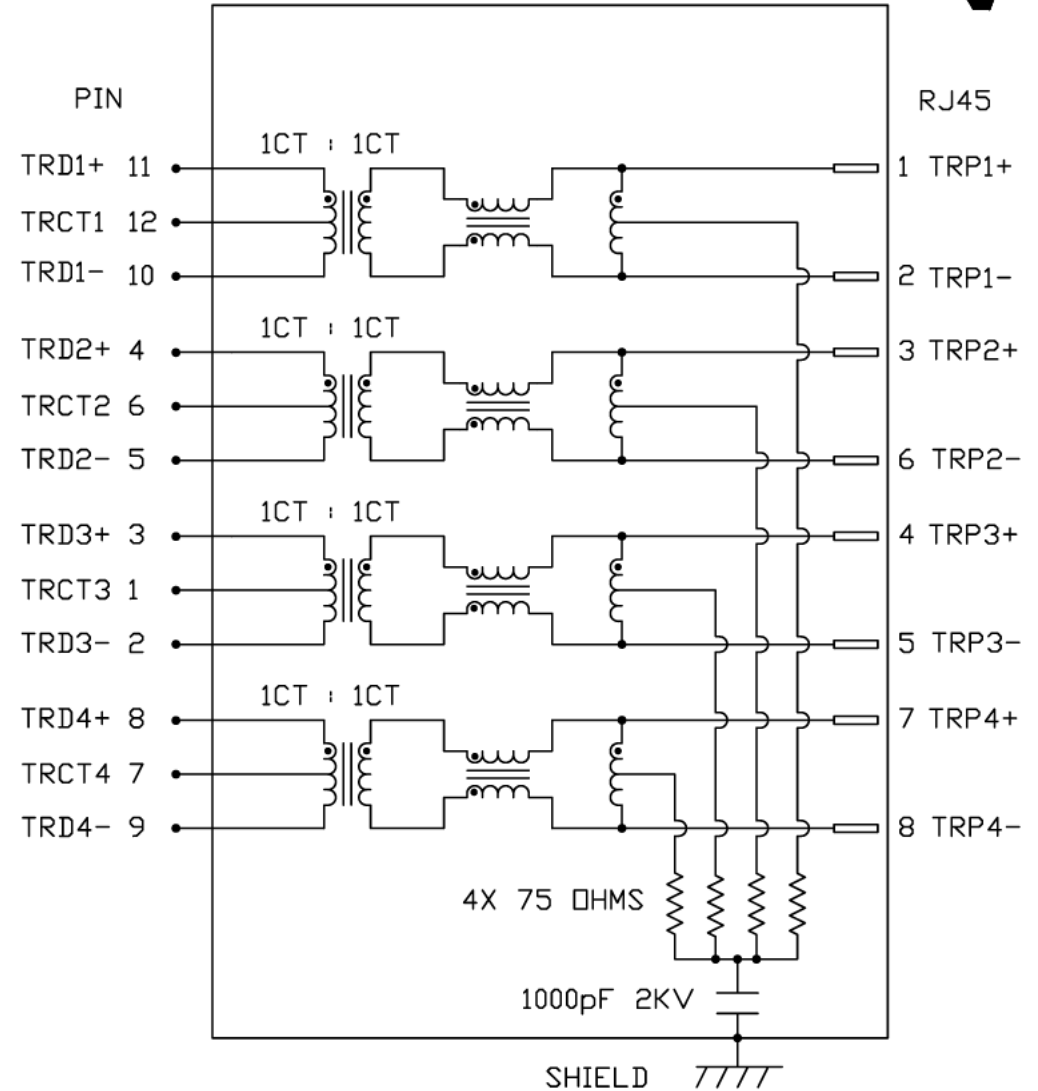 PIN RJ45
1CT : 1CT
TRD1+ 11 1 TRP1+
TRCT1 12
TRD1- 10 2 TRP1-
1CT : 1CT
TRD2+ 4 3 TRP2+
TRCT2 6
TRD2- 5 6 TRP2-
1CT : 1CT
TRD3+ 3 4 TRP3+
TRCT3 1
TRD3- 2 5 TRP3-
1CT : 1CT
TRD4+ 8 7 TRP4+
TRCT4 7
TRD4- 9 8 TRP4-
4X 75 OHMS
1000pF 2KV
SHIELD